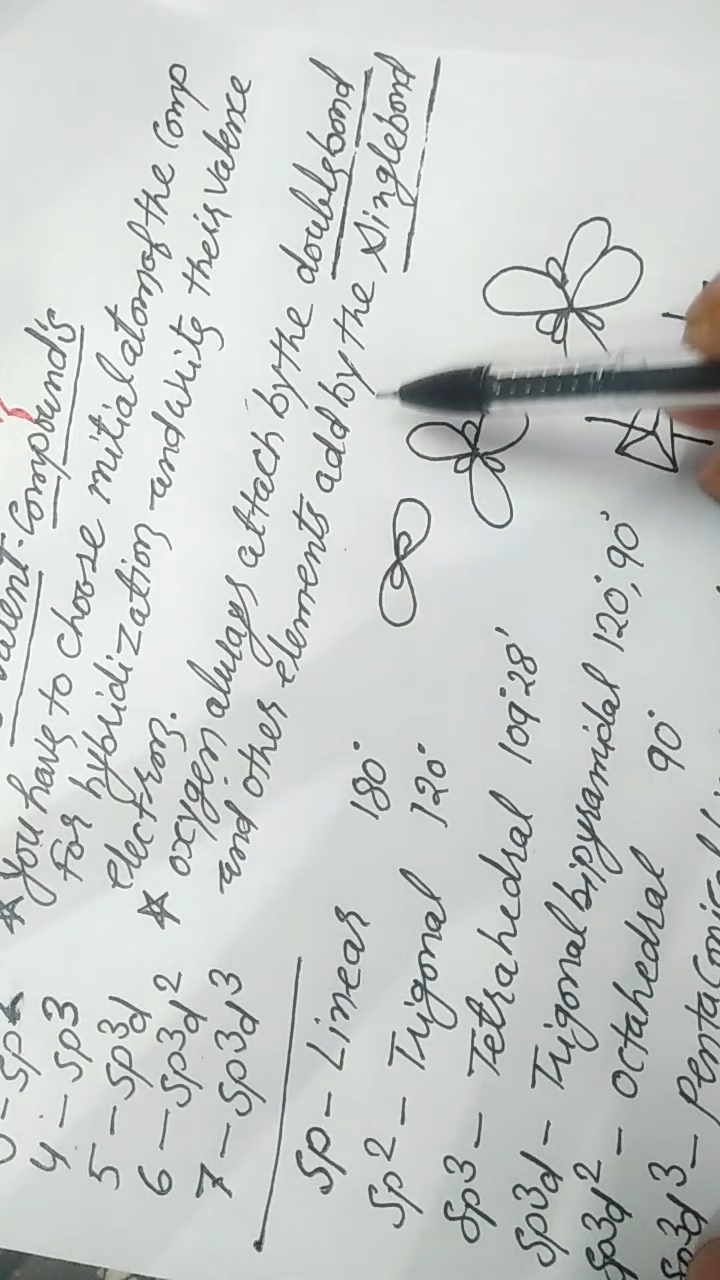 Compounds
* You have to choose mitial atom of the Comp
for hybridization and write their valence
electron.
* oxygen always attach by the double bond
and other elements add by the single bond
4 - Sp3
5 - Sp3d
6 - Sp3d2
7 - Sp3d3
Sp - Linear 180°
Sp2 - Trigonal 120°
Sp3 - Tetrahedral 109°28'
Sp3d - Trigonal bipyramidal 120°, 90°
Sp3d2 - Octahedral 90°
Sp3d3 -